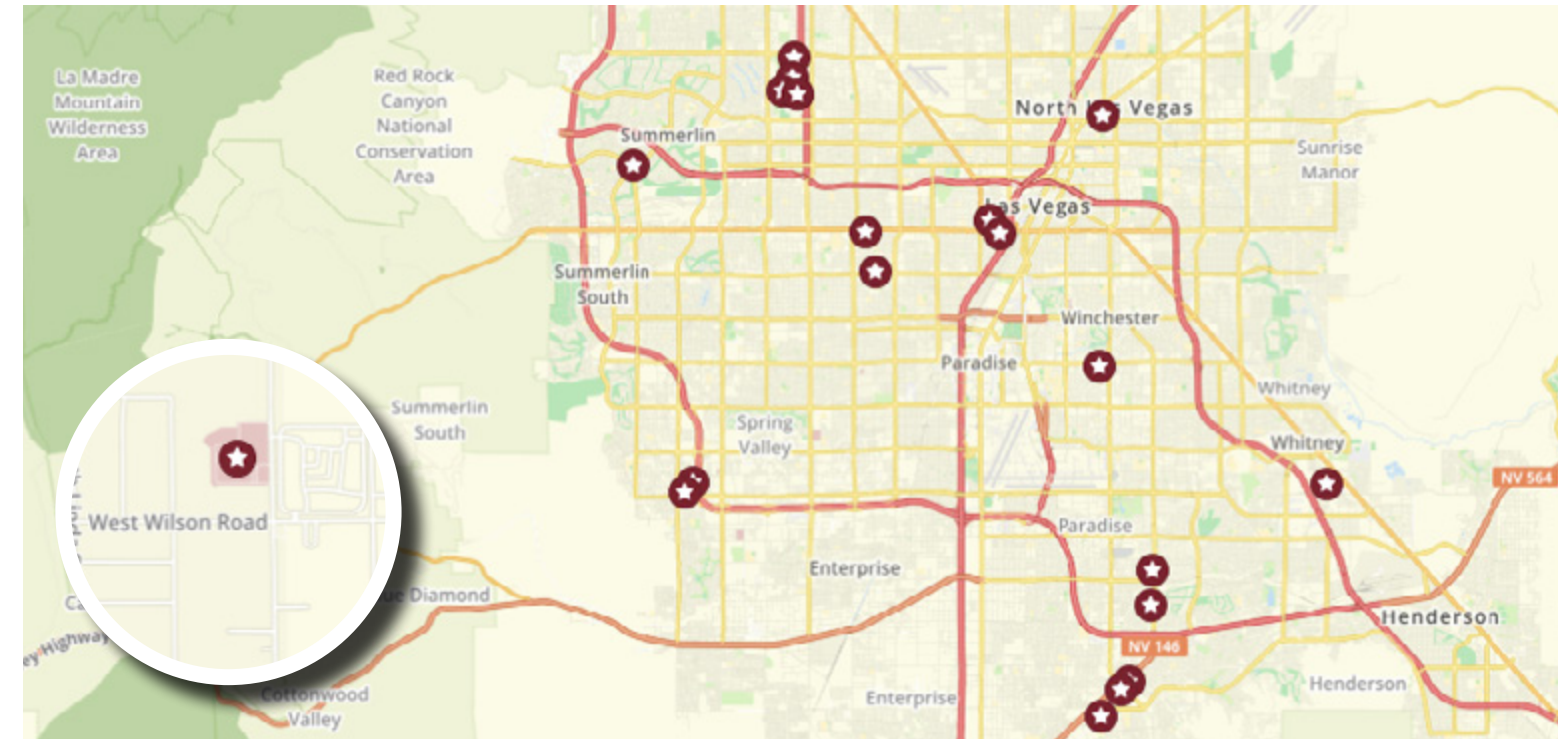 La Madre
Mountain
Wilderness
Area
Red Rock
Canyon
National
Conservation
Area
Summerlin
North Vegas
Sunrise
Manor
Las Vegas
Summerlin
South
Winchester
Paradise
Whitney
Summerlin
South
Spring
Valley
Whitney
NV 564
West Wilson Road
Paradise
Enterprise
Diamond
Henderson
NV 146
Highway
Cottonwood
Valley
Enterprise
Henderson